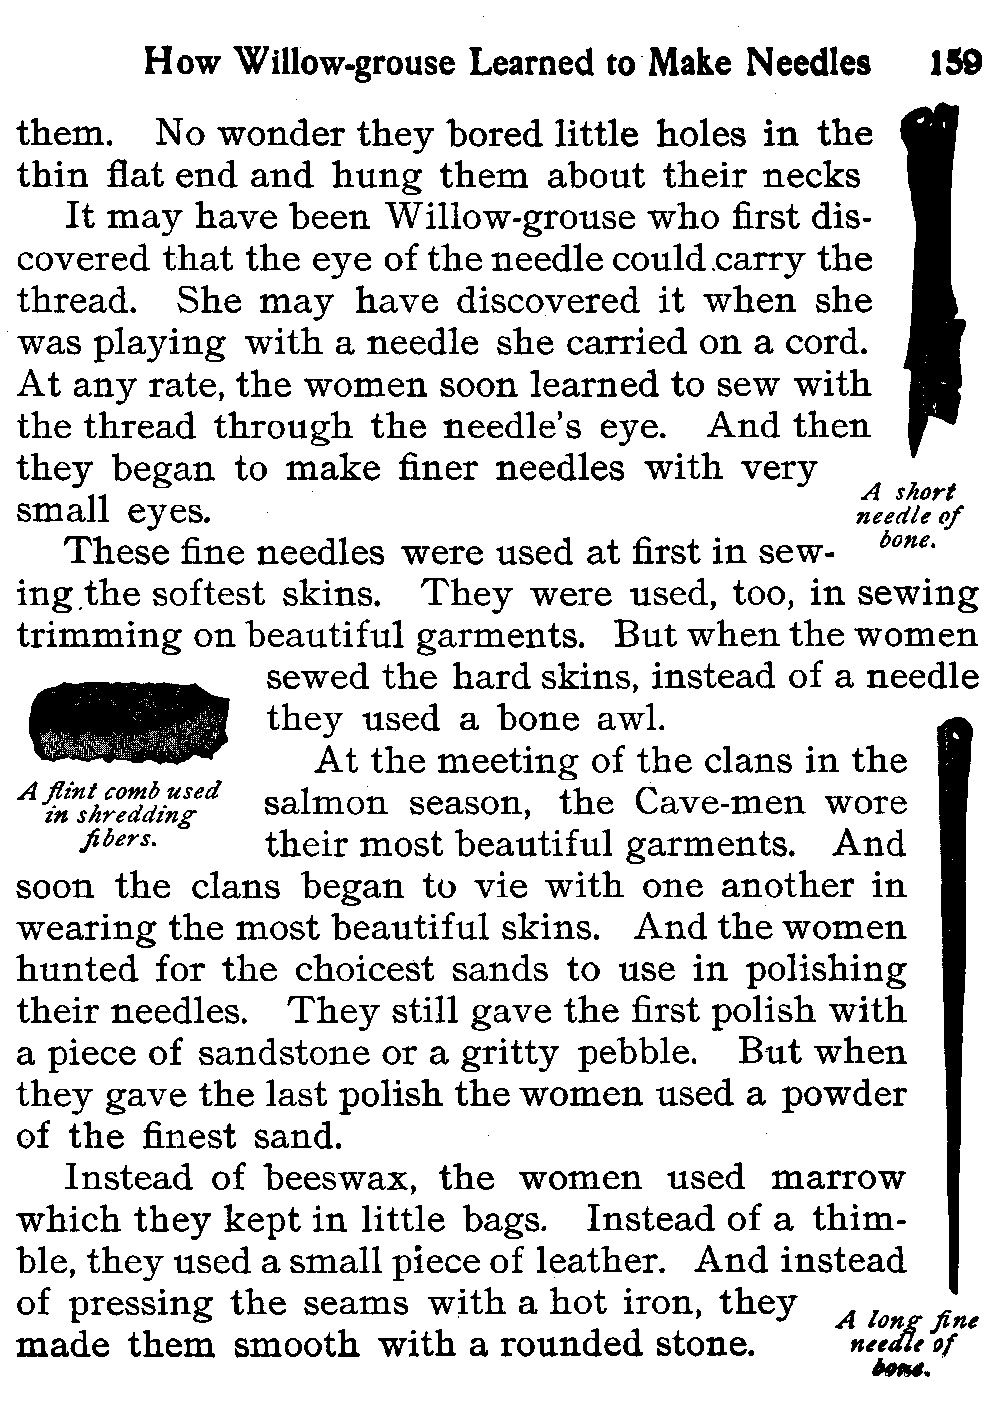 How Willow-grouse Learned to Make Needles 159
them. No wonder they bored little holes in the
thin flat end and hung them about their necks
It may have been Willow-grouse who first dis-
covered that the eye of the needle could carry the
thread. She may have discovered it when she
was playing with a needle she carried on a cord.
At any rate, the women soon learned to sew with
the thread through the needle's eye. And then
they began to make finer needles with very
small eyes.
A short
needle of
bone.
These fine needles were used at first in sew-
ing the softest skins. They were used, too, in sewing
trimming on beautiful garments. But when the women
sewed the hard skins, instead of a needle
they used a bone awl.
A flint comb used
in shredding
fibers.
At the meeting of the clans in the
salmon season, the Cave-men wore
their most beautiful garments. And
soon the clans began to vie with one another in
wearing the most beautiful skins. And the women
hunted for the choicest sands to use in polishing
their needles. They still gave the first polish with
a piece of sandstone or a gritty pebble. But when
they gave the last polish the women used a powder
of the finest sand.
Instead of beeswax, the women used marrow
which they kept in little bags. Instead of a thim-
ble, they used a small piece of leather. And instead
of pressing the seams with a hot iron, they
made them smooth with a rounded stone.
A long fine
needle of
bone.